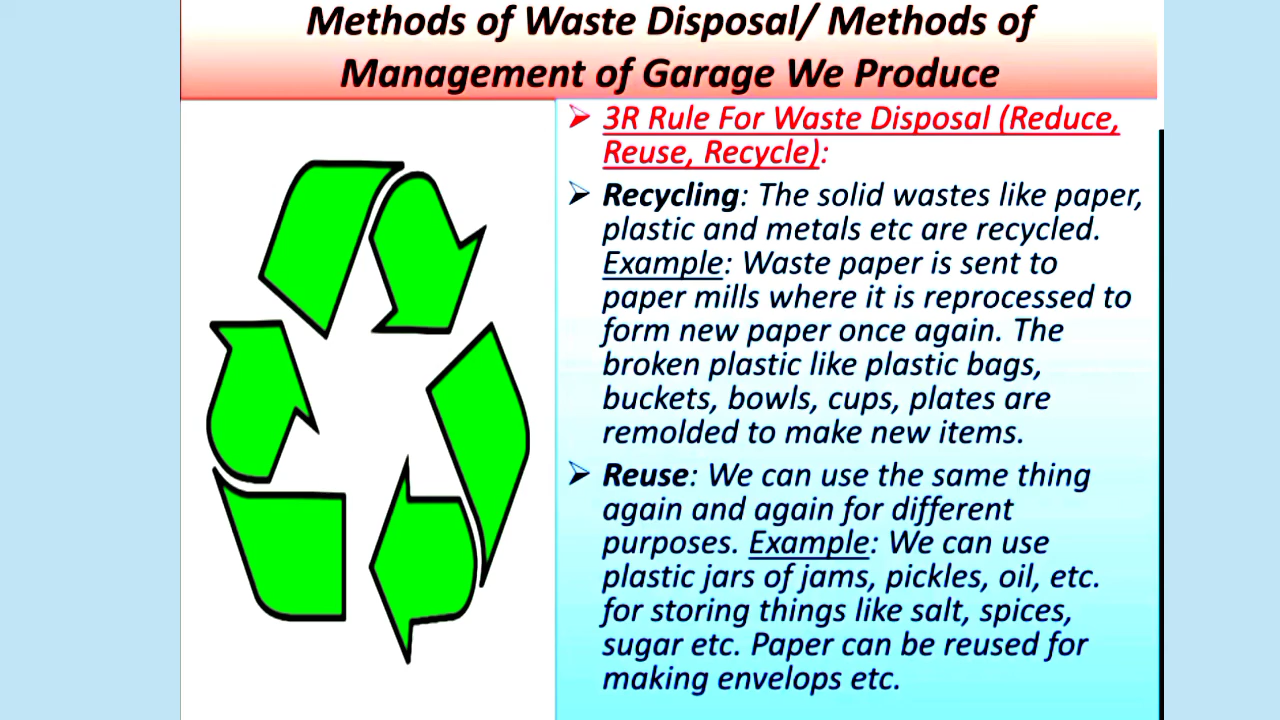 Methods of Waste Disposal/ Methods of
Management of Garage We Produce
3R Rule For Waste Disposal (Reduce,
Reuse, Recycle):
Recycling: The solid wastes like paper,
plastic and metals etc are recycled.
Example: Waste paper is sent to
paper mills where it is reprocessed to
form new paper once again. The
broken plastic like plastic bags,
buckets, bowls, cups, plates are
remolded to make new items.
Reuse: We can use the same thing
again and again for different
purposes. Example: We can use
plastic jars of jams, pickles, oil, etc.
for storing things like salt, spices,
sugar etc. Paper can be reused for
making envelops etc.